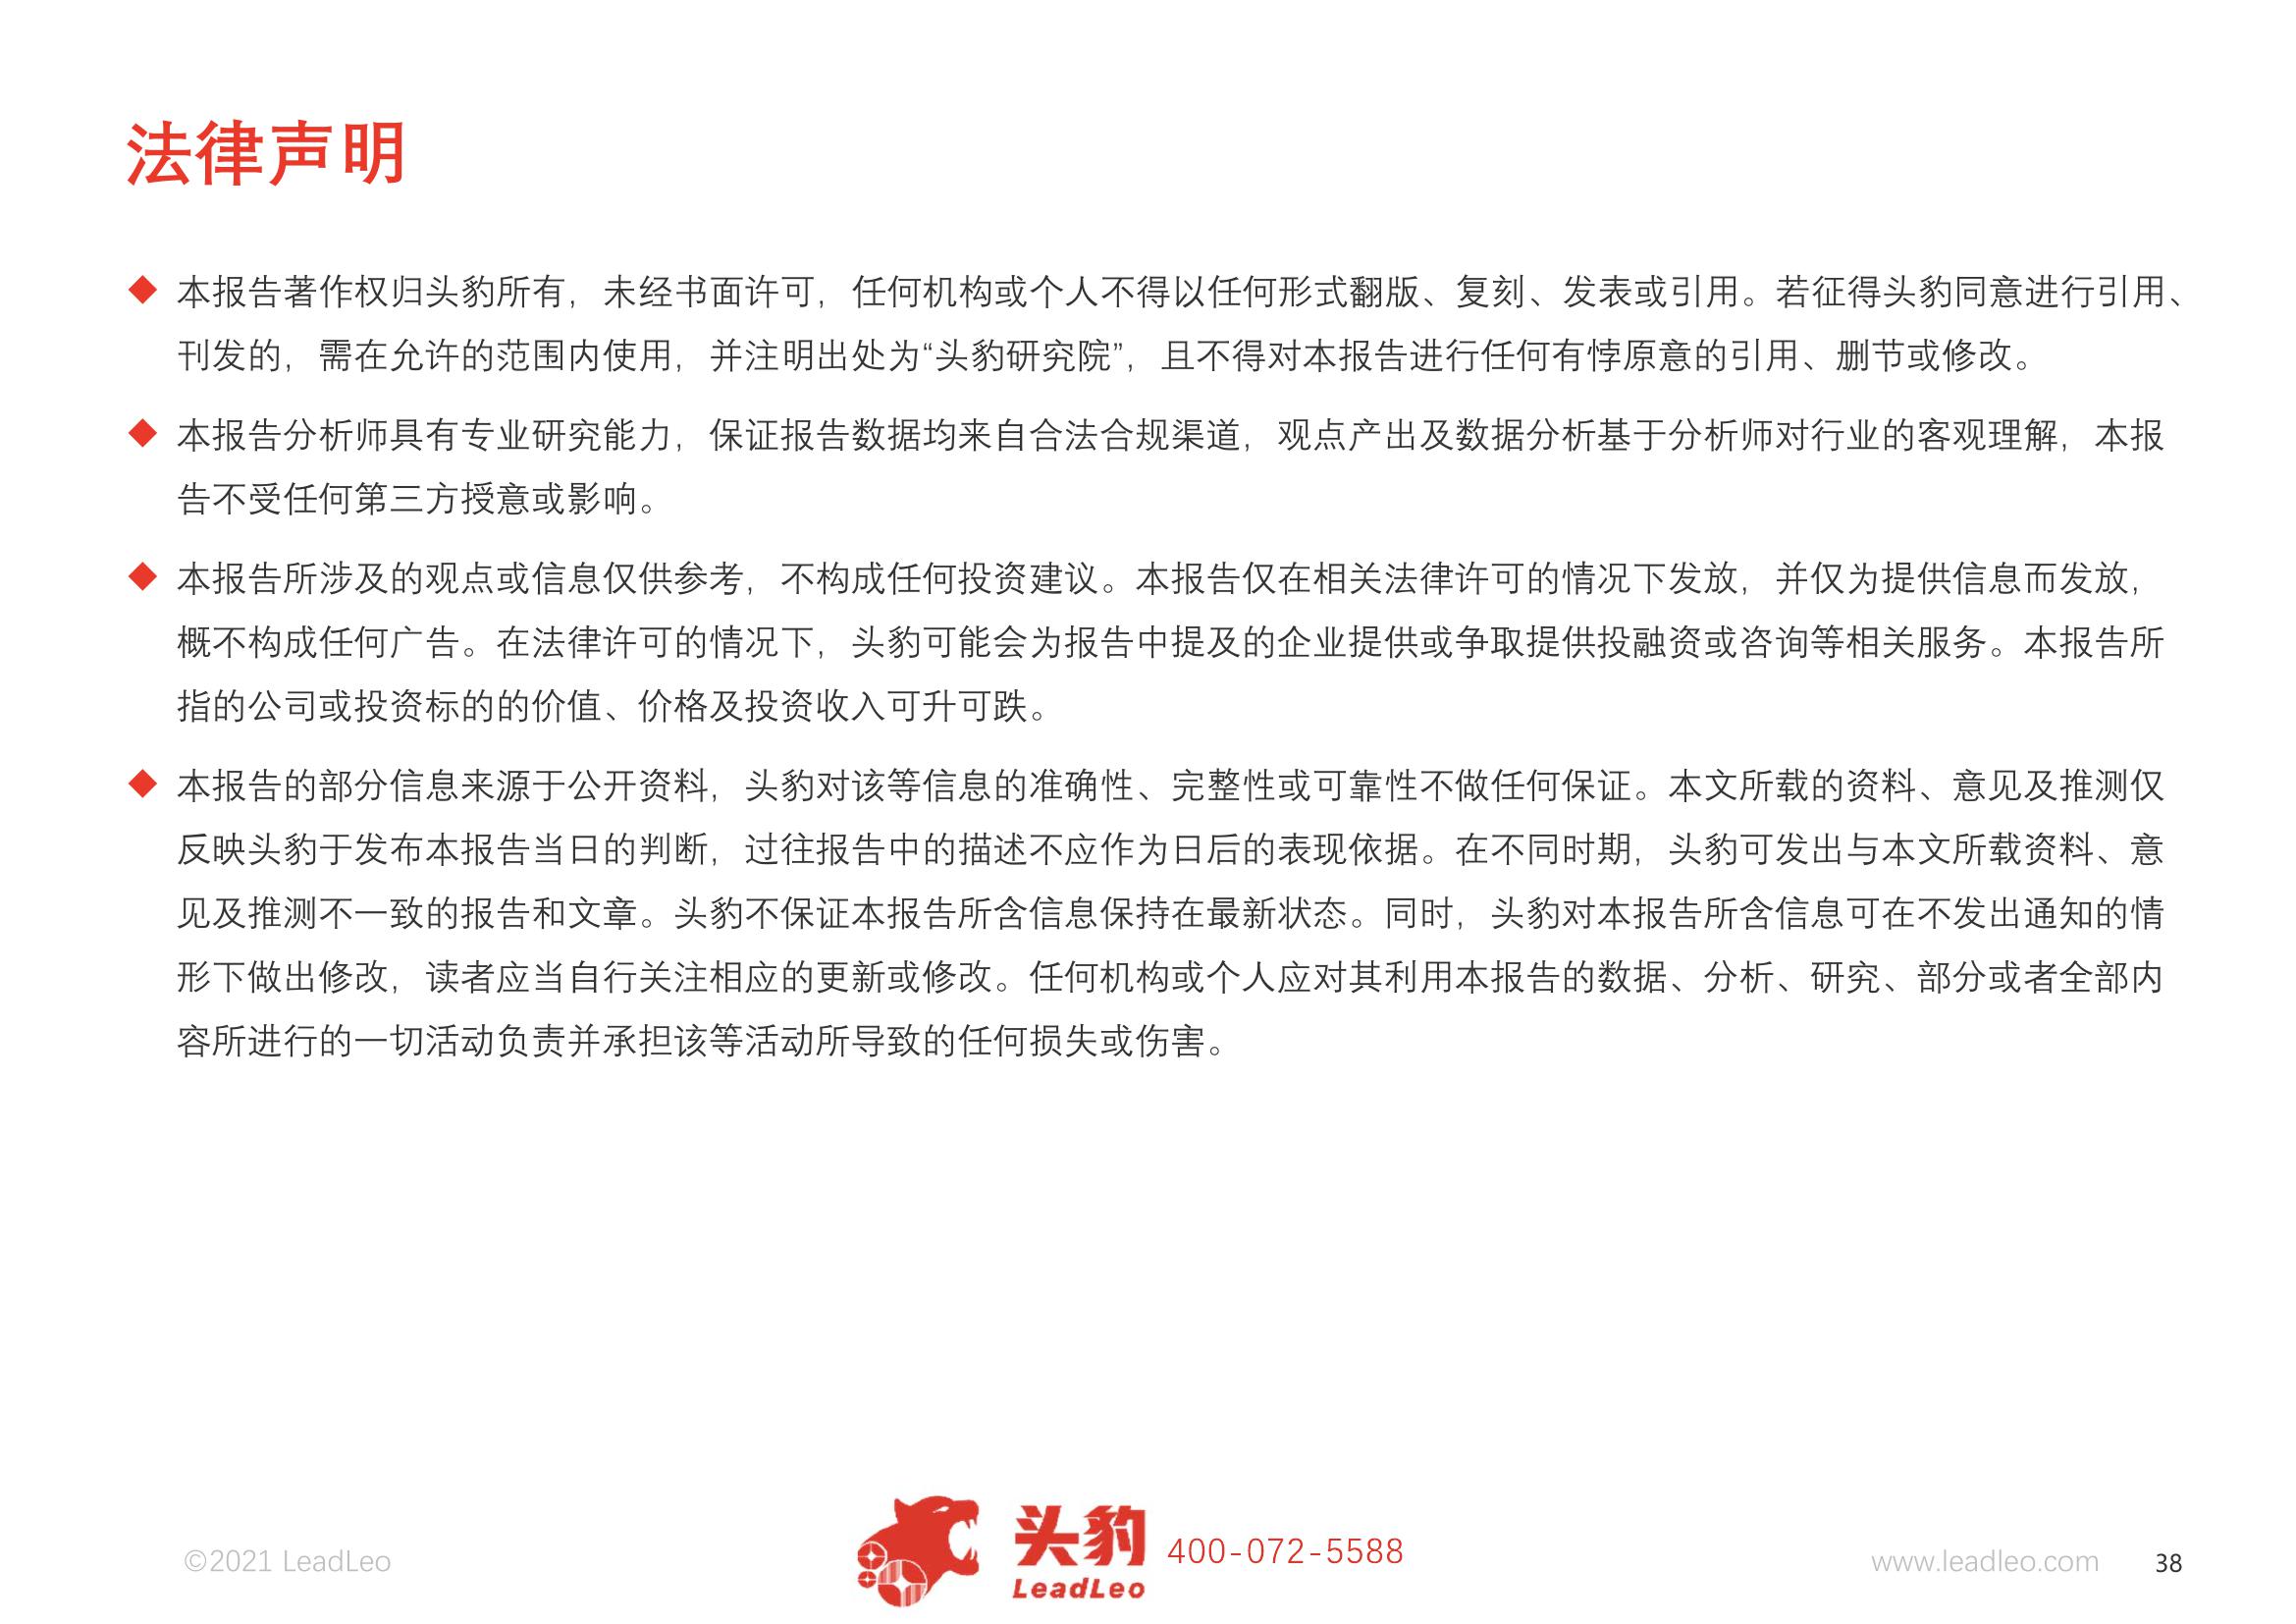 法律声明
◆ 本报告著作权归头豹所有，未经书面许可，任何机构或个人不得以任何形式翻版、复刻、发表或引用。若征得头豹同意进行引用、
刊发的，需在允许的范围内使用，并注明出处为“头豹研究院”，且不得对本报告进行任何有悖原意的引用、删节或修改。
◆ 本报告分析师具有专业研究能力，保证报告数据均来自合法合规渠道，观点产出及数据分析基于分析师对行业的客观理解，本报
告不受任何第三方授意或影响。
◆ 本报告所涉及的观点或信息仅供参考，不构成任何投资建议。本报告仅在相关法律许可的情况下发放，并仅为提供信息而发放，
概不构成任何广告。在法律许可的情况下，头豹可能会为报告中提及的企业提供或争取提供投融资或咨询等相关服务。本报告所
指的公司或投资标的的价值、价格及投资收入可升可跌。
◆ 本报告的部分信息来源于公开资料，头豹对该等信息的准确性、完整性或可靠性不做任何保证。本文所载的资料、意见及推测仅
反映头豹于发布本报告当日的判断，过往报告中的描述不应作为日后的表现依据。在不同时期，头豹可发出与本文所载资料、意
见及推测不一致的报告和文章。头豹不保证本报告所含信息保持在最新状态。同时，头豹对本报告所含信息可在不发出通知的情
形下做出修改，读者应当自行关注相应的更新或修改。任何机构或个人应对其利用本报告的数据、分析、研究、部分或者全部内
容所进行的一切活动负责并承担该等活动所导致的任何损失或伤害。
©2021 LeadLeo
头豹
LeadLeo
400-072-5588
www.leadleo.com
38